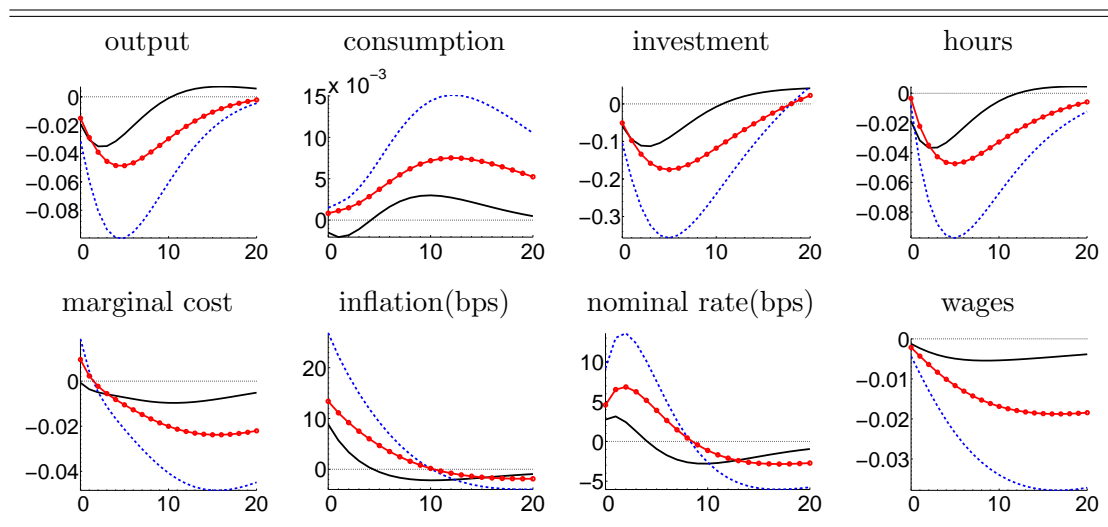 output consumption investment hours
x 10⁻³
0 −0.02 −0.04 −0.06 −0.08
0 10 20
15 10 5 0
0 10 20
0 −0.1 −0.2 −0.3
0 10 20
0 −0.02 −0.04 −0.06 −0.08
0 10 20
marginal cost inflation(bps) nominal rate(bps) wages
0 −0.02 −0.04
0 10 20
20 10 0
0 10 20
10 5 0 −5
0 10 20
0 −0.01 −0.02 −0.03
0 10 20